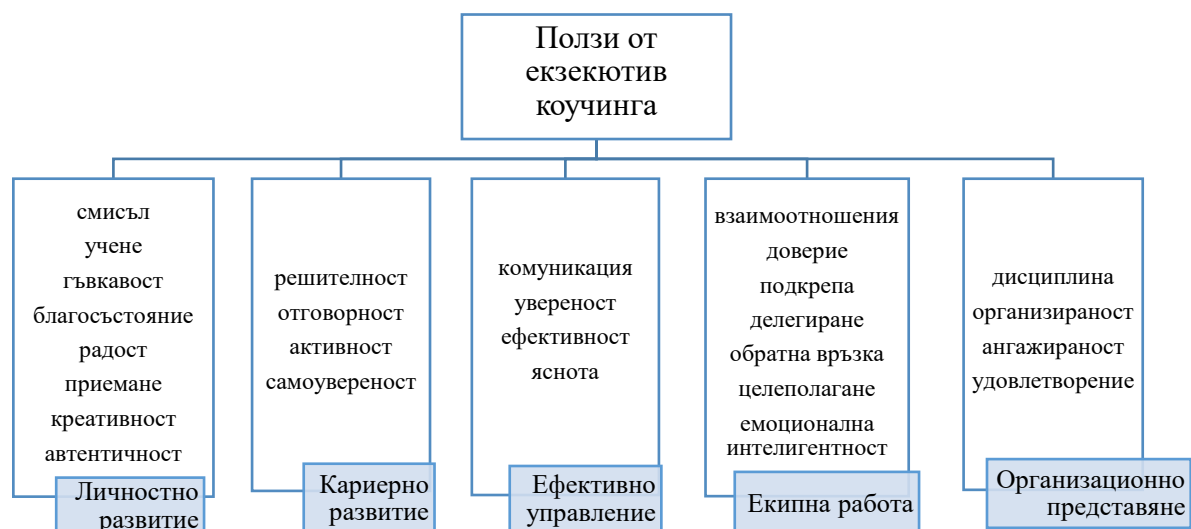 Ползи от
екзекютив
коучинга
смисъл
учене
гъвкавост
благосъстояние
радост
приемане
креативност
автентичност
Личностно
развитие
решителност
отговорност
активност
самоувереност
Кариерно
развитие
комуникация
увереност
ефективност
яснота
Ефективно
управление
взаимоотношения
доверие
подкрепа
делегиране
обратна връзка
целеполагане
емоционална
интелигентност
Екипна работа
дисциплина
организираност
ангажираност
удовлетворение
Организационно
представяне